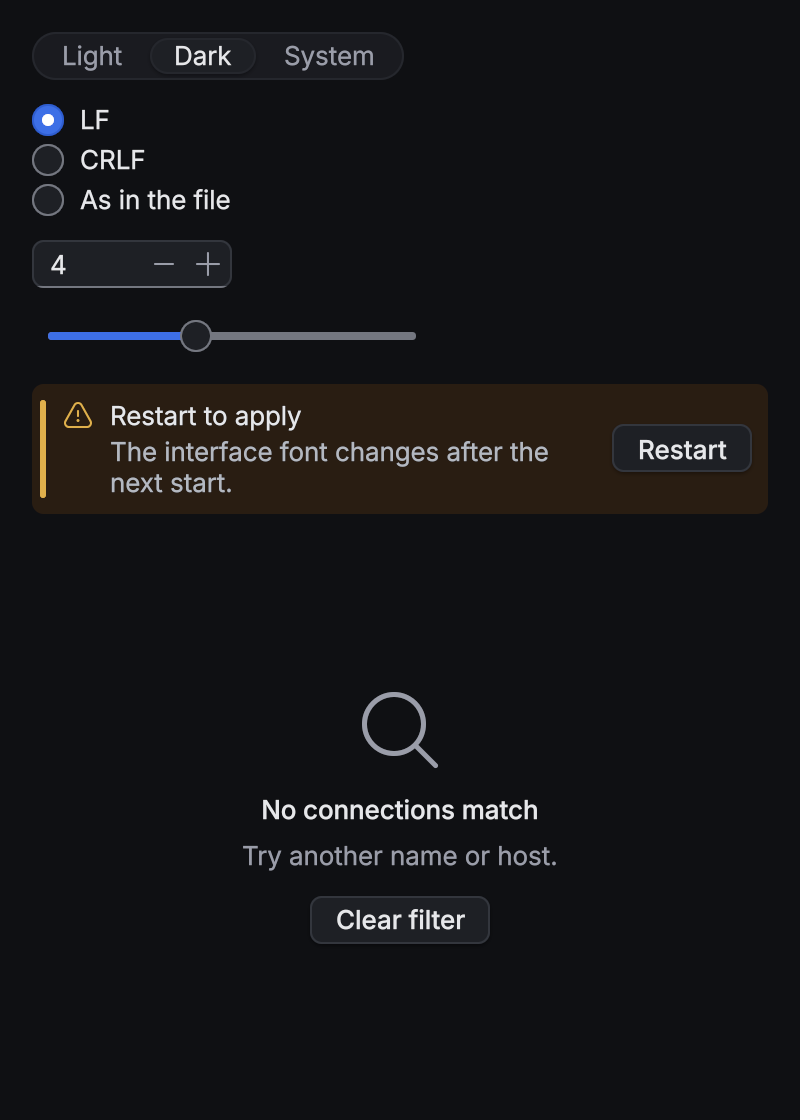 Light Dark System
LF
CRLF
As in the file
4
Restart to apply
The interface font changes after the
next start.
Restart
No connections match
Try another name or host.
Clear filter